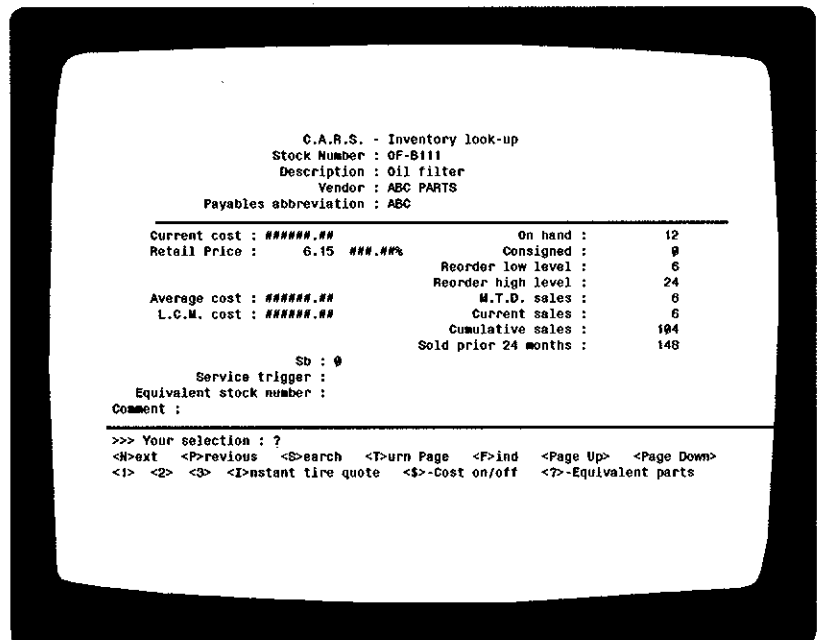 C.A.R.S. - Inventory look-up
Stock Number : OF-B111
Description : Oil filter
Vendor : ABC PARTS
Payables abbreviation : ABC
Current cost : ######.## On hand : 12
Retail Price : 6.15 ###.##% Consigned : 0
Reorder low level : 6
Reorder high level : 24
Average cost : ######.## M.T.D. sales : 6
L.C.M. cost : ######.## Current sales : 6
Cumulative sales : 104
Sold prior 24 months : 148
Sb : 0
Service trigger :
Equivalent stock number :
Comment :
>>> Your selection : ?
<N>ext <P>revious <S>earch <T>urn Page <F>ind <Page Up> <Page Down>
<1> <2> <3> <I>nstant tire quote <$>-Cost on/off <?>-Equivalent parts